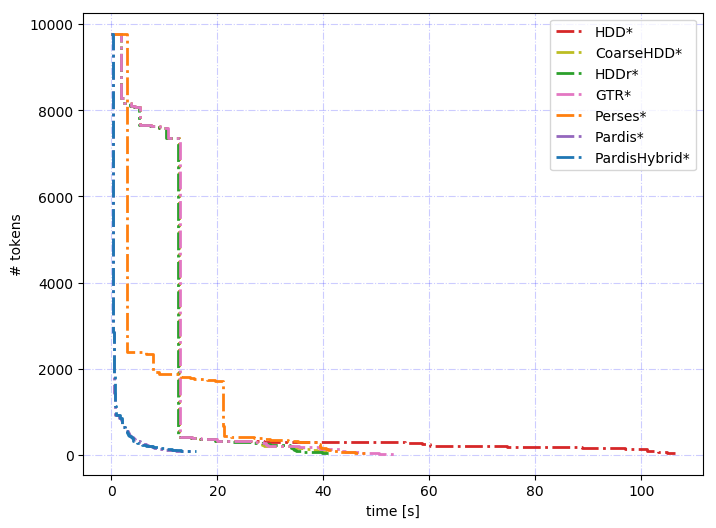 HDD*
CoarseHDD*
HDDr*
GTR*
Perses*
Pardis*
PardisHybrid*
10000
8000
6000
4000
2000
0
# tokens
0 20 40 60 80 100
time [s]